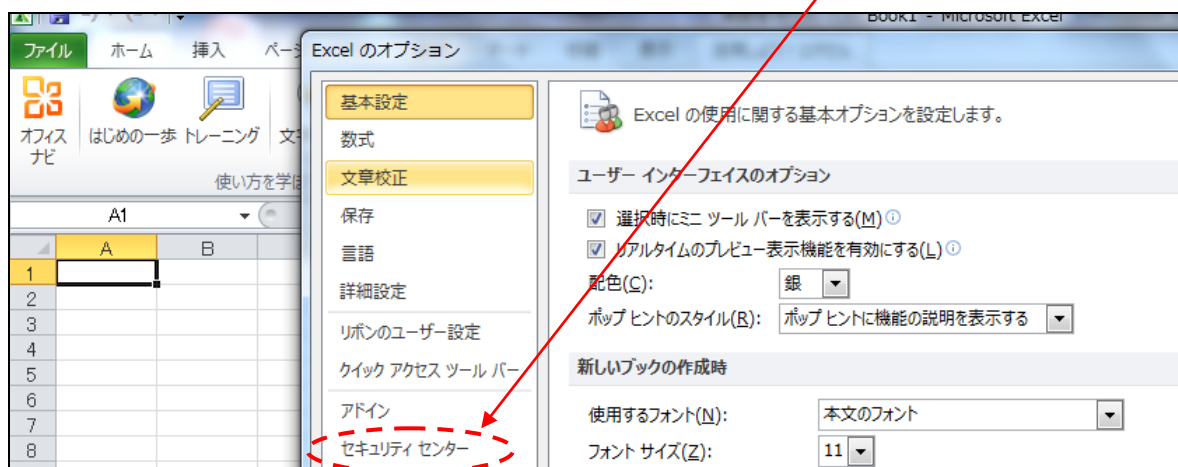 Book1 - Microsoft Excel
ファイル ホーム 挿入 ページ
Excel のオプション
オフィス
ナビ
はじめの一歩 トレーニング
使い方を学
A1
A B
1
2
3
4
5
6
7
8
基本設定
数式
文章校正
保存
言語
詳細設定
リボンのユーザー設定
クイック アクセス ツール バー
アドイン
セキュリティ センター
Excel の使用に関する基本オプションを設定します。
ユーザー インターフェイスのオプション
選択時にミニ ツール バーを表示する(M)
リアルタイムのプレビュー表示機能を有効にする(L)
配色(C): 銀
ポップ ヒントのスタイル(R): ポップ ヒントに機能の説明を表示する
新しいブックの作成時
使用するフォント(N): 本文のフォント
フォント サイズ(Z): 11